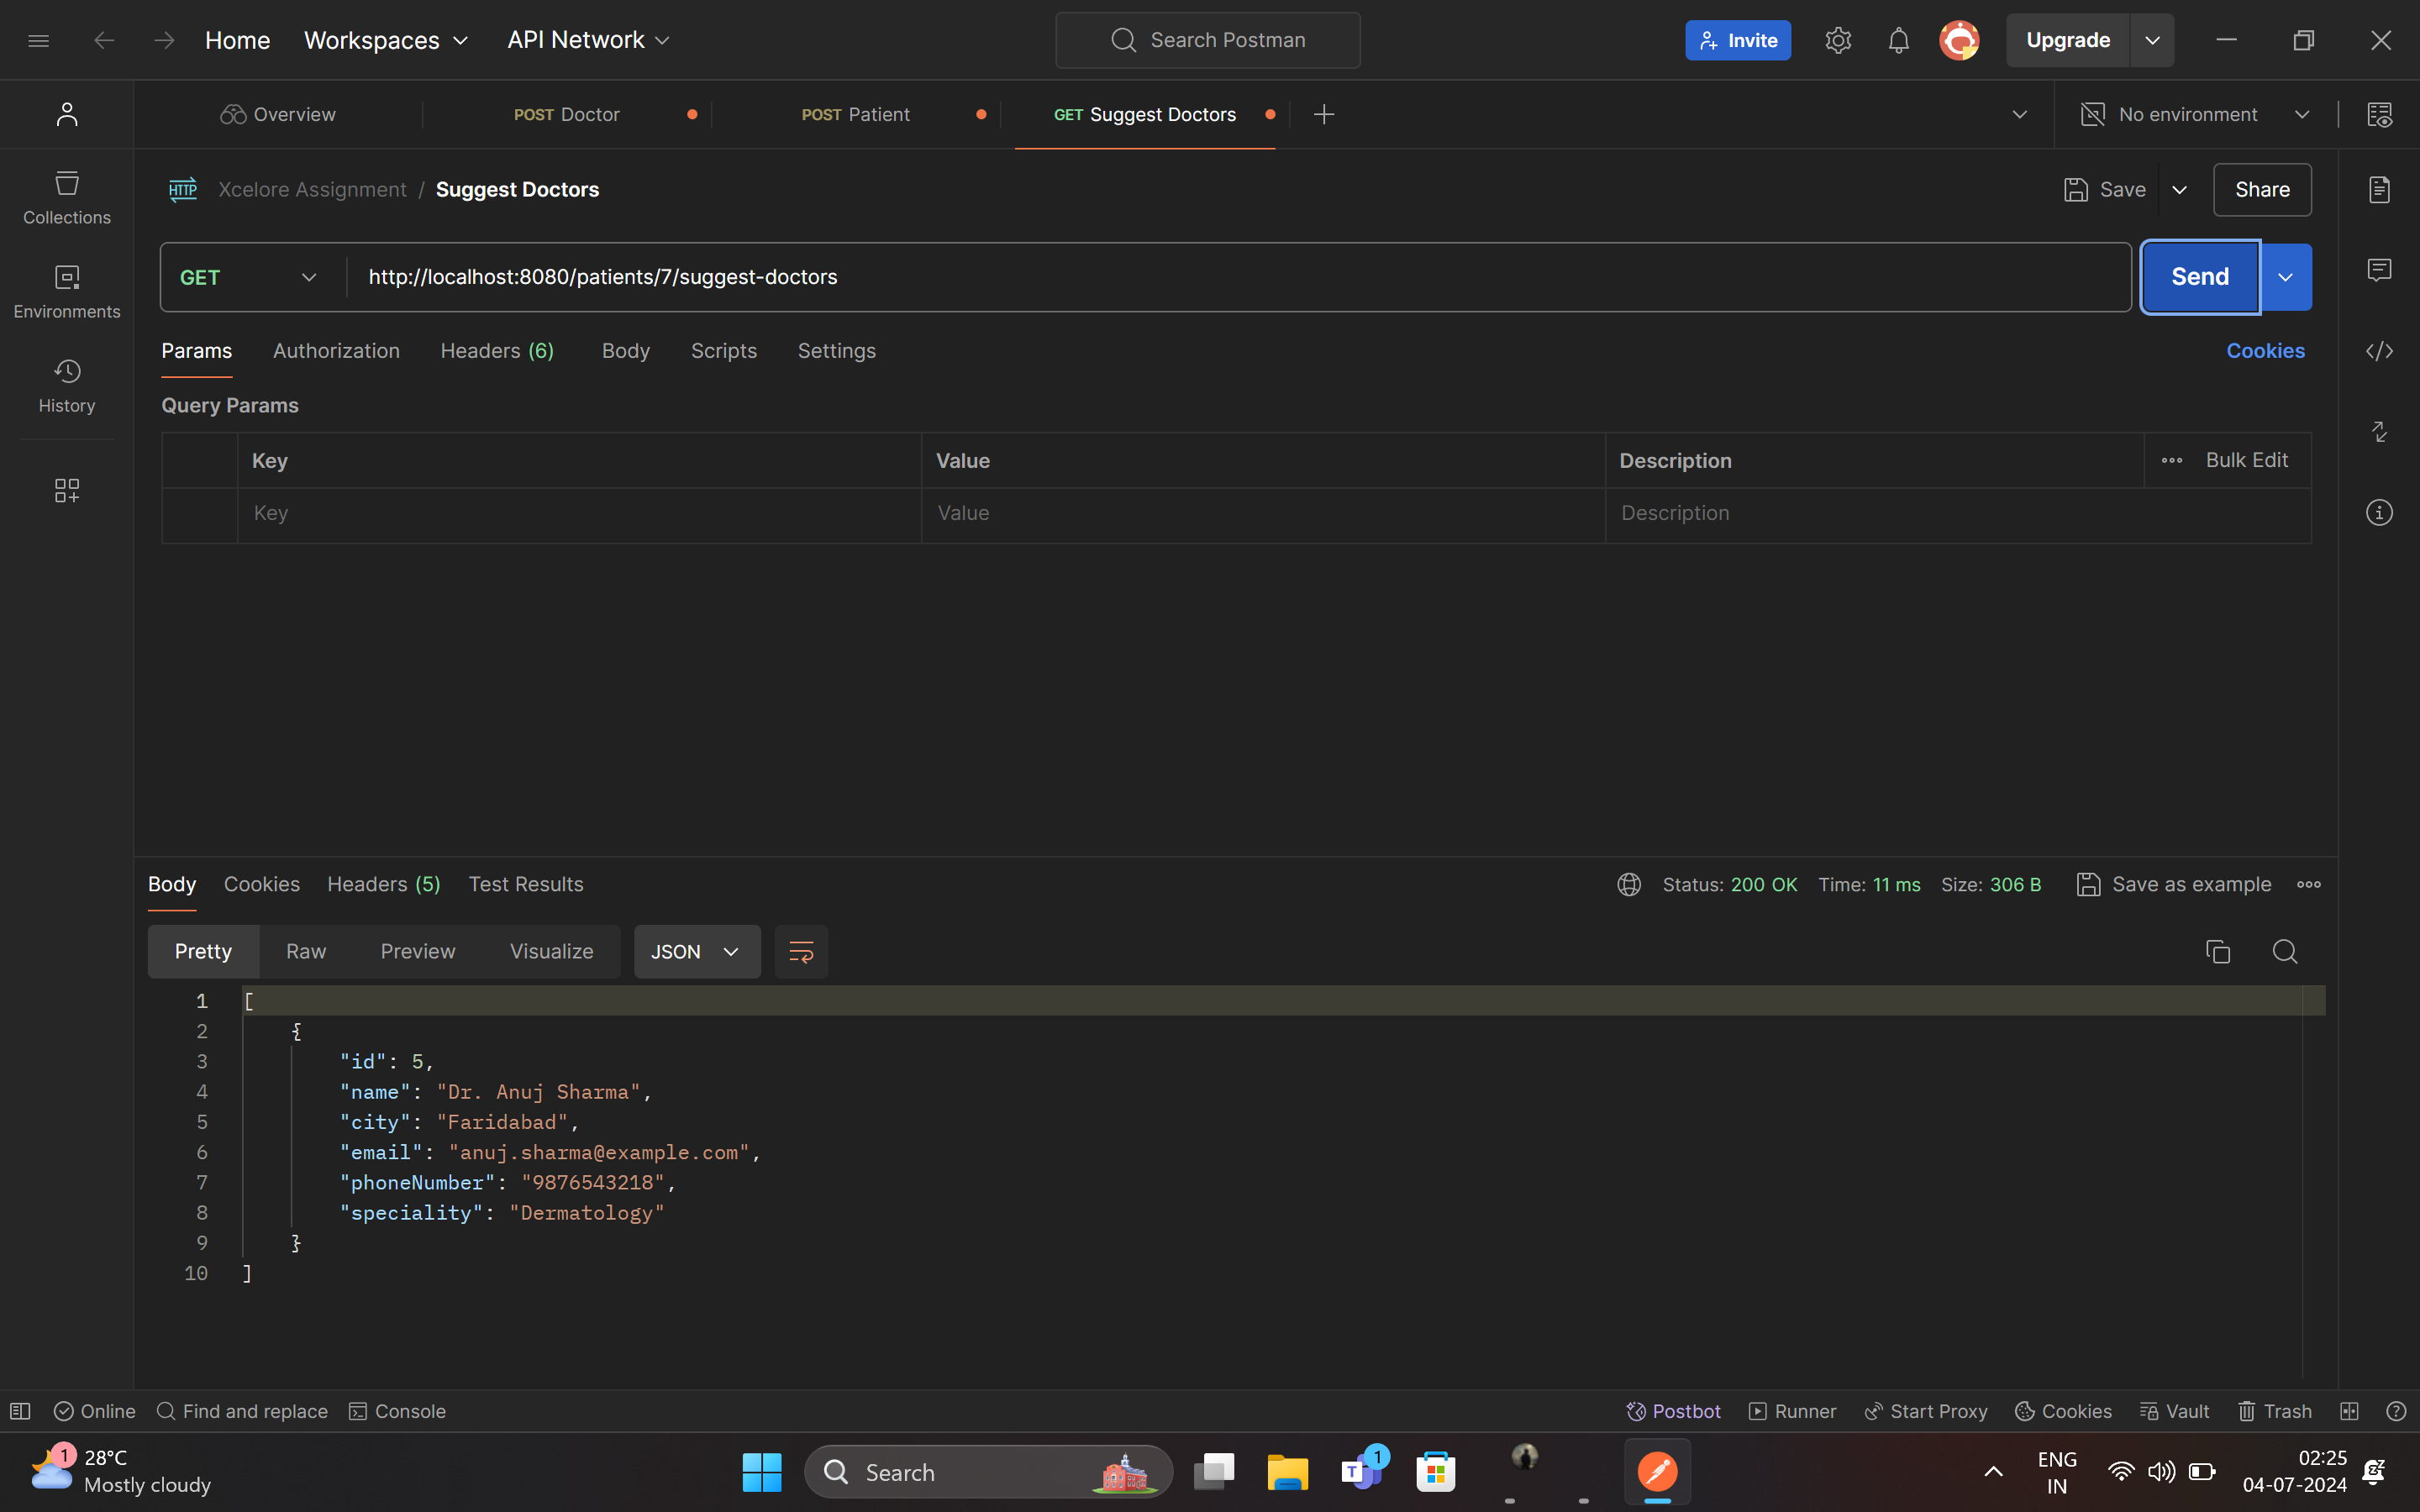 Home Workspaces API Network Search Postman Invite Upgrade
Overview POST Doctor POST Patient GET Suggest Doctors No environment
HTTP Xcelore Assignment / Suggest Doctors Save Share
Collections
GET http://localhost:8080/patients/7/suggest-doctors Send
Environments
Params Authorization Headers (6) Body Scripts Settings Cookies
History
Query Params
Key Value Description Bulk Edit
Key Value Description
Body Cookies Headers (5) Test Results Status: 200 OK Time: 11 ms Size: 306 B Save as example
Pretty Raw Preview Visualize JSON
1 [
2 {
3 "id": 5,
4 "name": "Dr. Anuj Sharma",
5 "city": "Faridabad",
6 "email": "anuj.sharma@example.com",
7 "phoneNumber": "9876543218",
8 "speciality": "Dermatology"
9 }
10 ]
Online Find and replace Console Postbot Runner Start Proxy Cookies Vault Trash
1 28°C
Mostly cloudy
Search
T 1
ENG
IN
02:25
04-07-2024